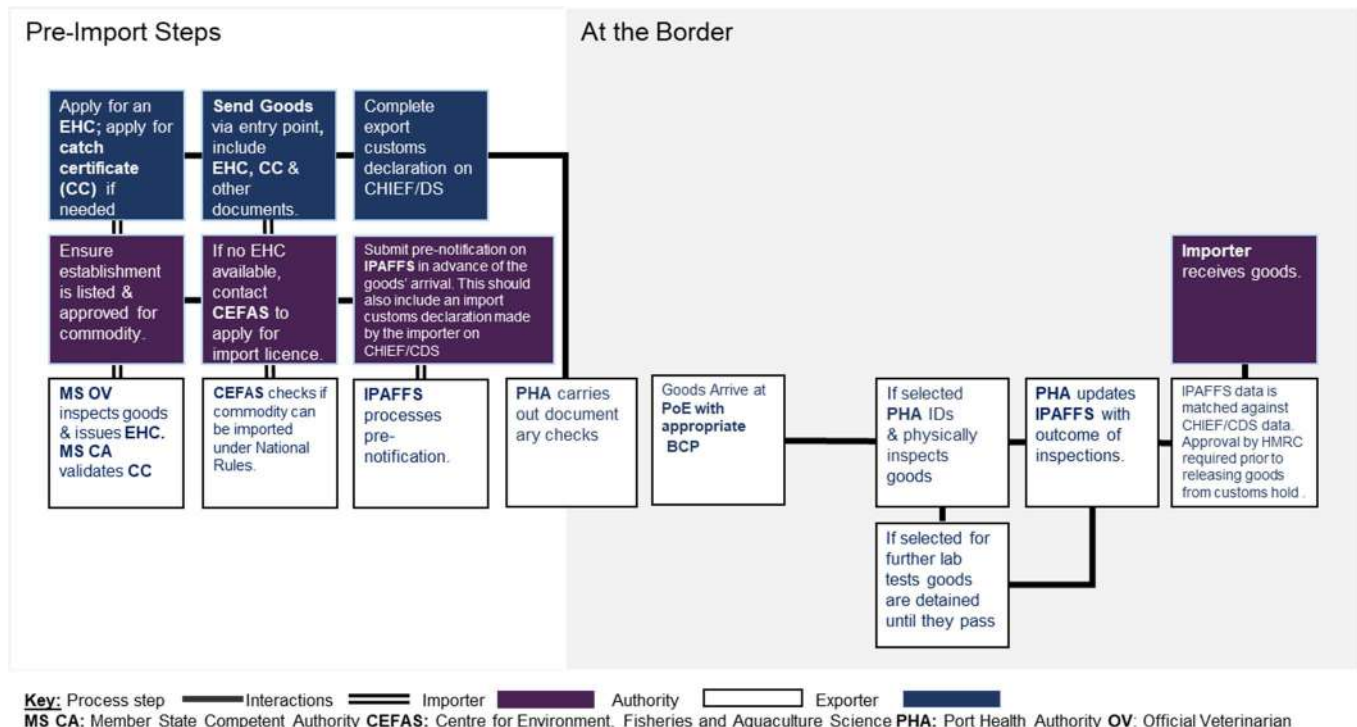 Pre-Import Steps
At the Border
Apply for an
EHC; apply for
catch
certificate
(CC) if
needed
Send Goods
via entry point,
include
EHC, CC &
other
documents.
Complete
export
customs
declaration on
CHIEF/DS
Ensure
establishment
is listed &
approved for
commodity.
If no EHC
available,
contact
CEFAS to
apply for
import licence.
Submit pre-notification on
IPAFFS in advance of the
goods' arrival. This should
also include an import
customs declaration made
by the importer on
CHIEF/CDS
Importer
receives goods.
MS OV
inspects goods
& issues EHC.
MS CA
validates CC
CEFAS checks if
commodity can
be imported
under National
Rules.
IPAFFS
processes
pre-
notification.
PHA carries
out document
ary checks
Goods Arrive at
PoE with
appropriate
BCP
If selected
PHA IDs
& physically
inspects
goods
PHA updates
IPAFFS with
outcome of
inspections.
IPAFFS data is
matched against
CHIEF/CDS data.
Approval by HMRC
required prior to
releasing goods
from customs hold .
If selected for
further lab
tests goods
are detained
until they pass
Key: Process step Interactions Importer Authority Exporter
MS CA: Member State Competent Authority CEFAS: Centre for Environment, Fisheries and Aquaculture Science PHA: Port Health Authority OV: Official Veterinarian